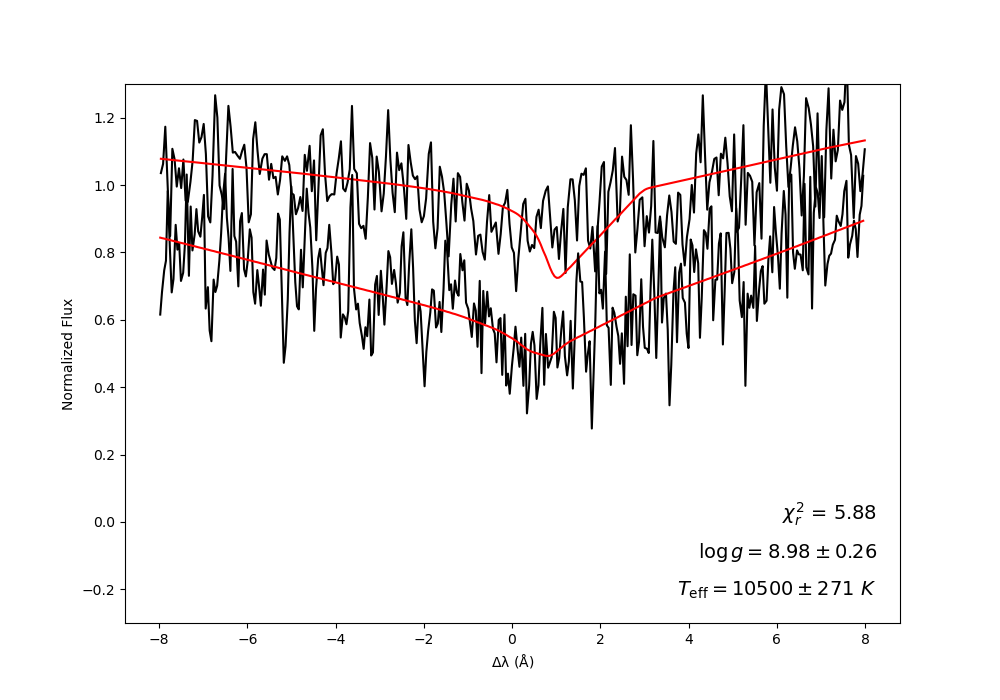 1.2
1.0
0.8
0.6
0.4
0.2
0.0
−0.2
Normalized Flux
χ²ᵣ = 5.88
log g = 8.98 ± 0.26
T_eff = 10500 ± 271 K
−8 −6 −4 −2 0 2 4 6 8
Δλ (Å)